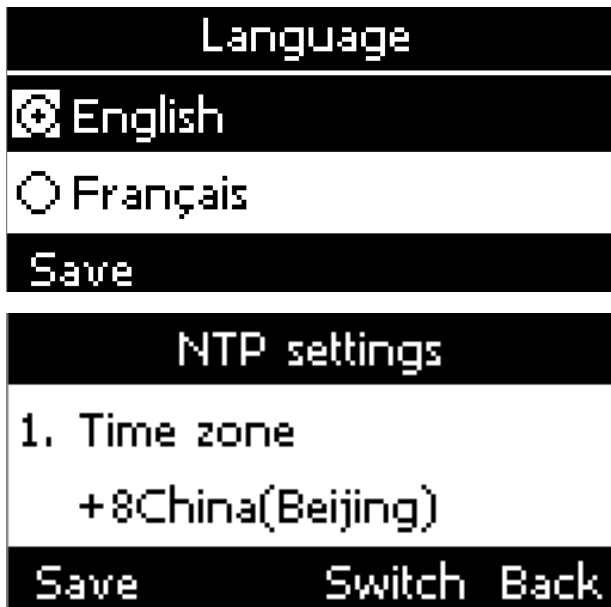 Language
English
Français
Save
NTP settings
1. Time zone
+8China(Beijing)
Save Switch Back